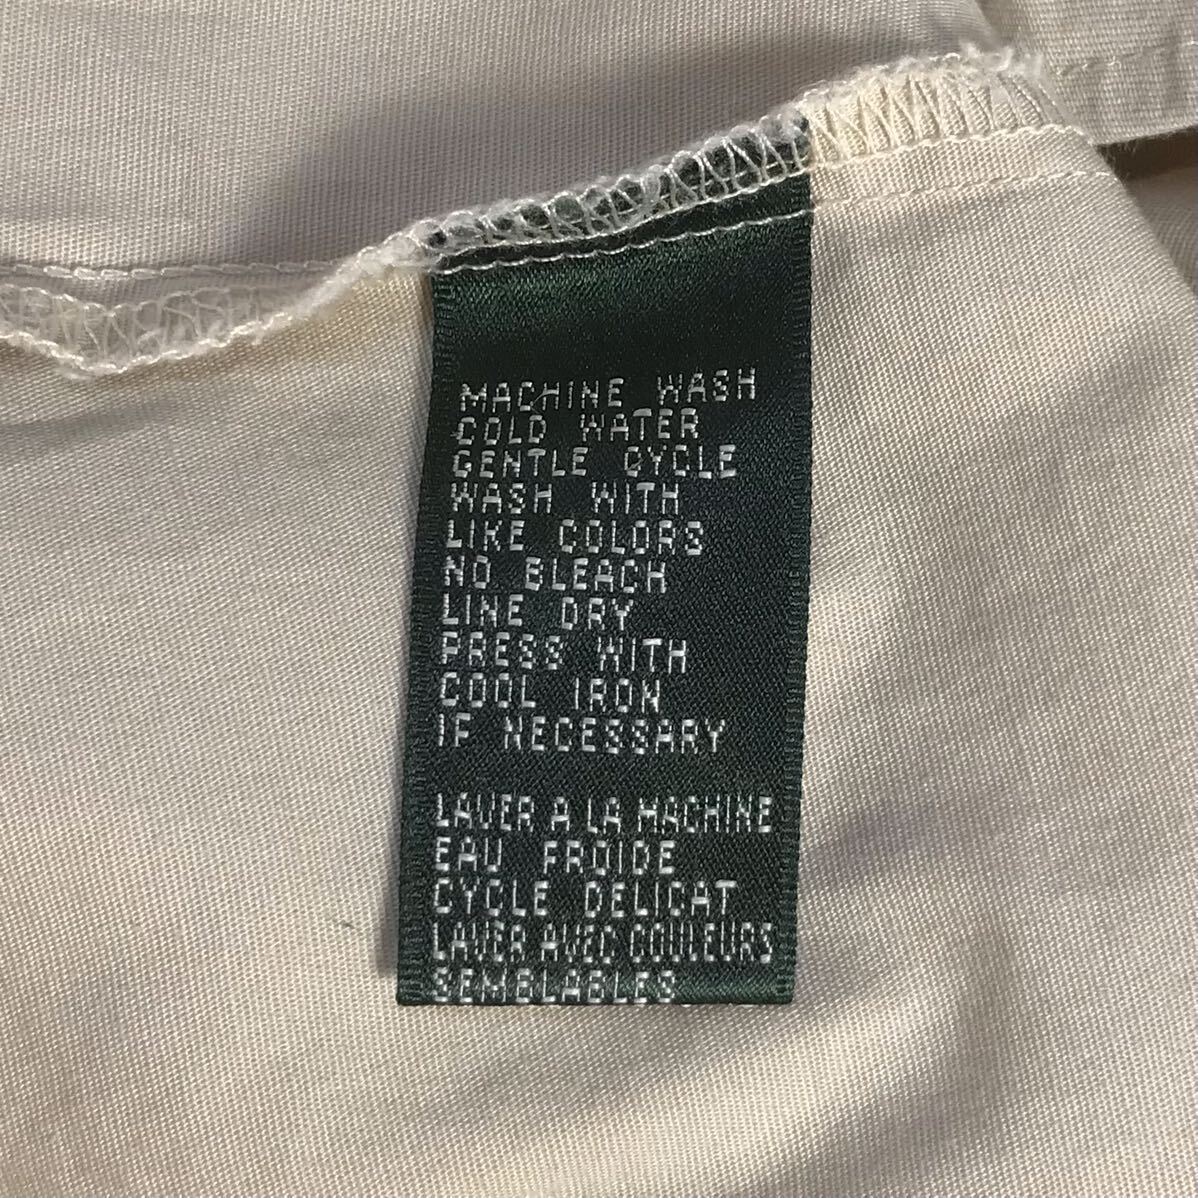 MACHINE WASH
COLD WATER
GENTLE CYCLE
WASH WITH
LIKE COLORS
NO BLEACH
LINE DRY
PRESS WITH
COOL IRON
IF NECESSARY
LAVER A LA MACHINE
EAU FROIDE
CYCLE DELICAT
LAVER AVEC COULEURS
SEMBLABLES